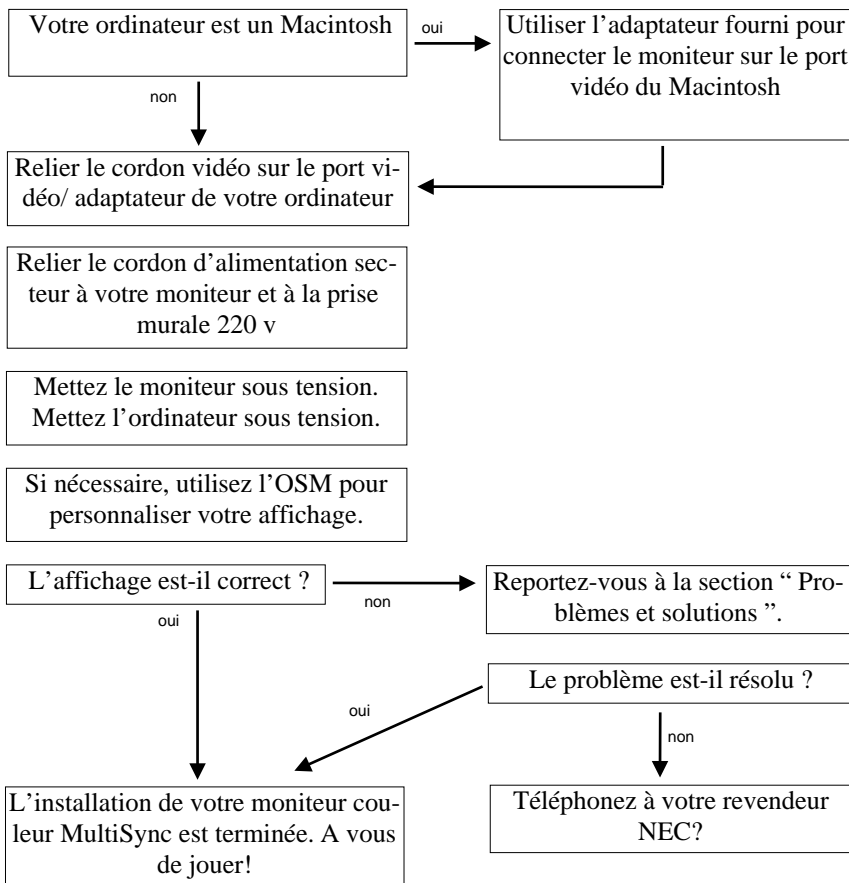 Votre ordinateur est un Macintosh
oui
Utiliser l’adaptateur fourni pour
connecter le moniteur sur le port
vidéo du Macintosh
non
Relier le cordon vidéo sur le port vi-
déo/ adaptateur de votre ordinateur
Relier le cordon d’alimentation sec-
teur à votre moniteur et à la prise
murale 220 v
Mettez le moniteur sous tension.
Mettez l’ordinateur sous tension.
Si nécessaire, utilisez l’OSM pour
personnaliser votre affichage.
L’affichage est-il correct ?
non
Reportez-vous à la section “ Pro-
blèmes et solutions ”.
oui
Le problème est-il résolu ?
oui
non
L’installation de votre moniteur cou-
leur MultiSync est terminée. A vous
de jouer!
Téléphonez à votre revendeur
NEC?